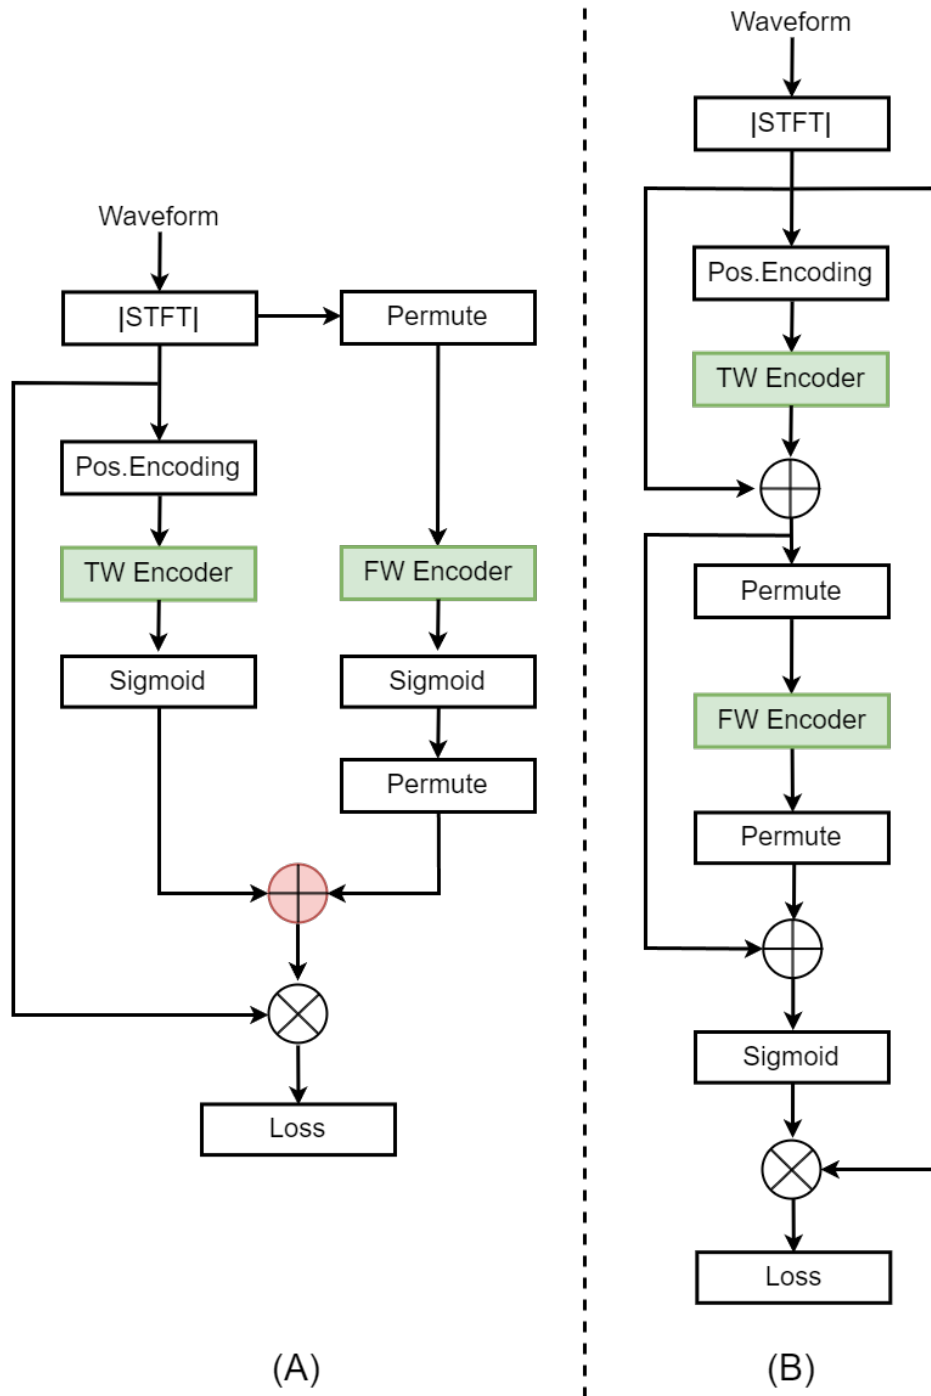 Waveform
|STFT|
Permute
Pos.Encoding
TW Encoder
FW Encoder
Sigmoid
Sigmoid
Permute
Loss
(A)
Waveform
|STFT|
Pos.Encoding
TW Encoder
Permute
FW Encoder
Permute
Sigmoid
Loss
(B)